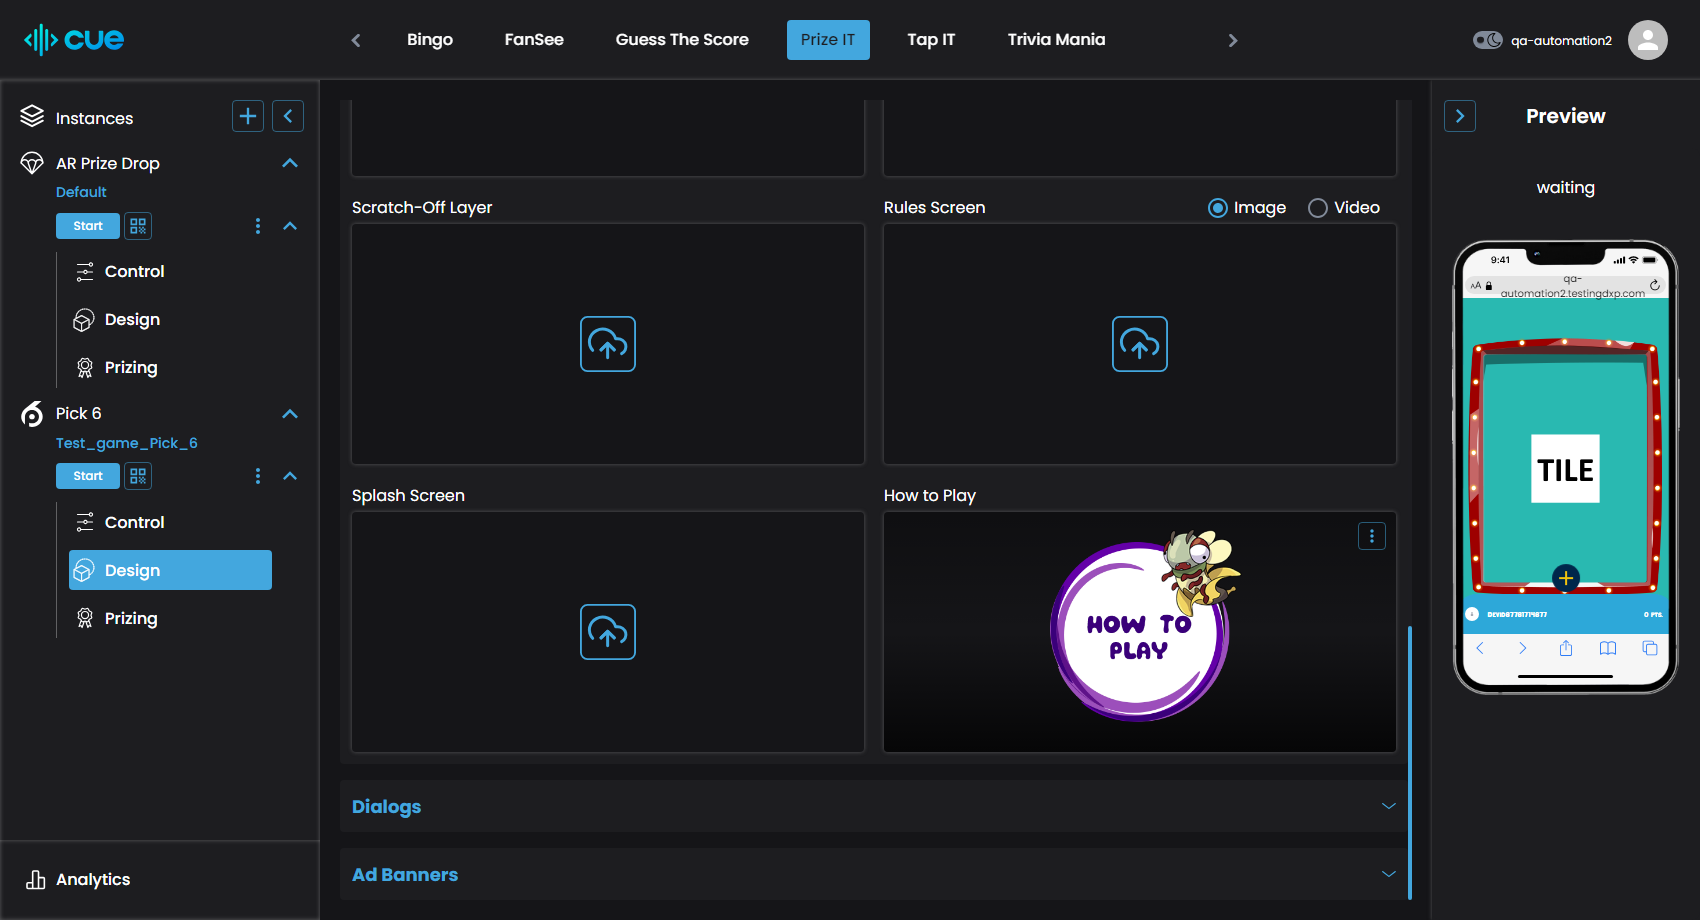 cue
Bingo
FanSee
Guess The Score
Prize IT
Tap IT
Trivia Mania
qa-automation2
Instances
AR Prize Drop
Default
Start
Control
Design
Prizing
Pick 6
Test_game_Pick_6
Start
Control
Design
Prizing
Analytics
Scratch-Off Layer
Rules Screen
Image
Video
Splash Screen
How to Play
HOW TO
PLAY
Dialogs
Ad Banners
Preview
waiting
9:41
AA
qa-
automation2.testingdxp.com
TILE
0 PTS.